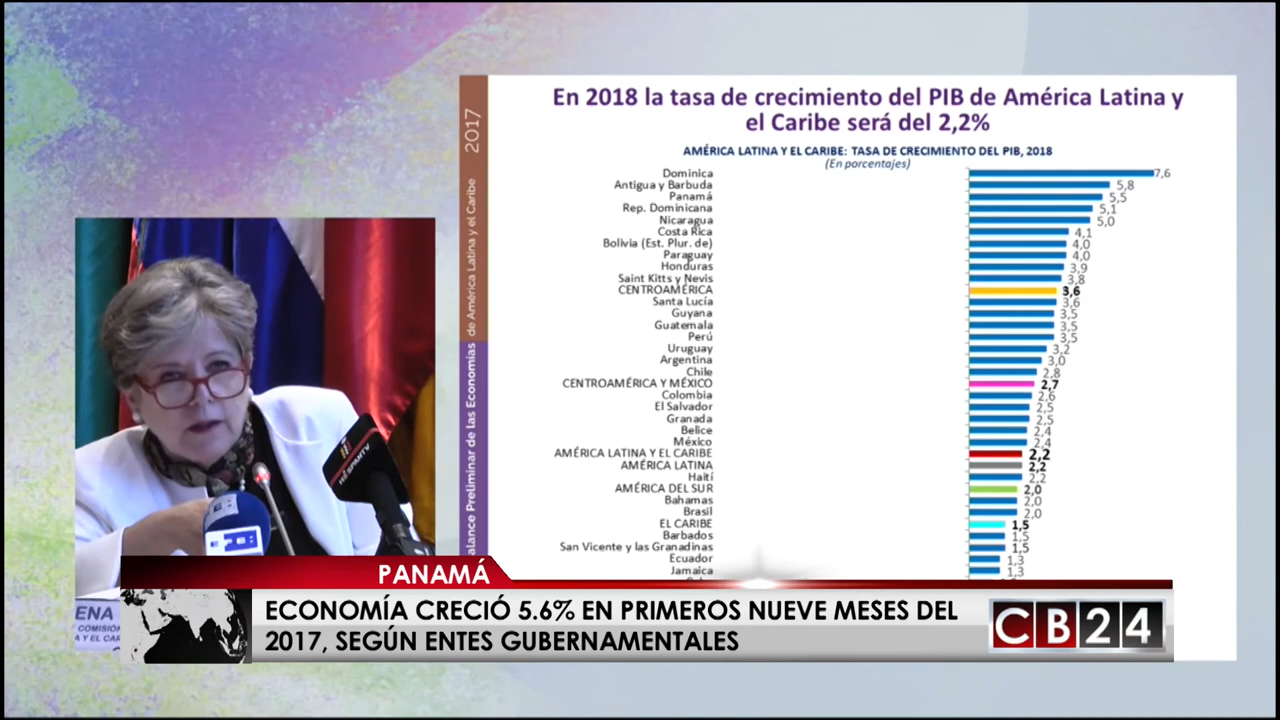 En 2018 la tasa de crecimiento del PIB de América Latina y
el Caribe será del 2,2%
AMÉRICA LATINA Y EL CARIBE: TASA DE CRECIMIENTO DEL PIB, 2018
(En porcentajes)
Dominica 7,6
Antigua y Barbuda 5,8
Panamá 5,5
Rep. Dominicana 5,1
Nicaragua 5,0
Costa Rica 4,1
Bolivia (Est. Plur. de) 4,0
Paraguay 4,0
Honduras 3,9
Saint Kitts y Nevis 3,8
CENTROAMÉRICA 3,6
Santa Lucía 3,6
Guyana 3,5
Guatemala 3,5
Perú 3,5
Uruguay 3,2
Argentina 3,0
Chile 2,8
CENTROAMÉRICA Y MÉXICO 2,7
Colombia 2,6
El Salvador 2,5
Granada 2,5
Belice 2,4
México 2,4
AMÉRICA LATINA Y EL CARIBE 2,2
AMÉRICA LATINA 2,2
Haití 2,2
AMÉRICA DEL SUR 2,0
Bahamas 2,0
Brasil 2,0
EL CARIBE 1,5
Barbados 1,5
San Vicente y las Granadinas 1,5
Ecuador 1,3
Jamaica 1,3
2017
de América Latina y el Caribe
alance Preliminar de las Economías
HISPANTV
ENA
COMISIÓN
A Y EL CAR
PANAMÁ
ECONOMÍA CRECIÓ 5.6% EN PRIMEROS NUEVE MESES DEL
2017, SEGÚN ENTES GUBERNAMENTALES
CB24